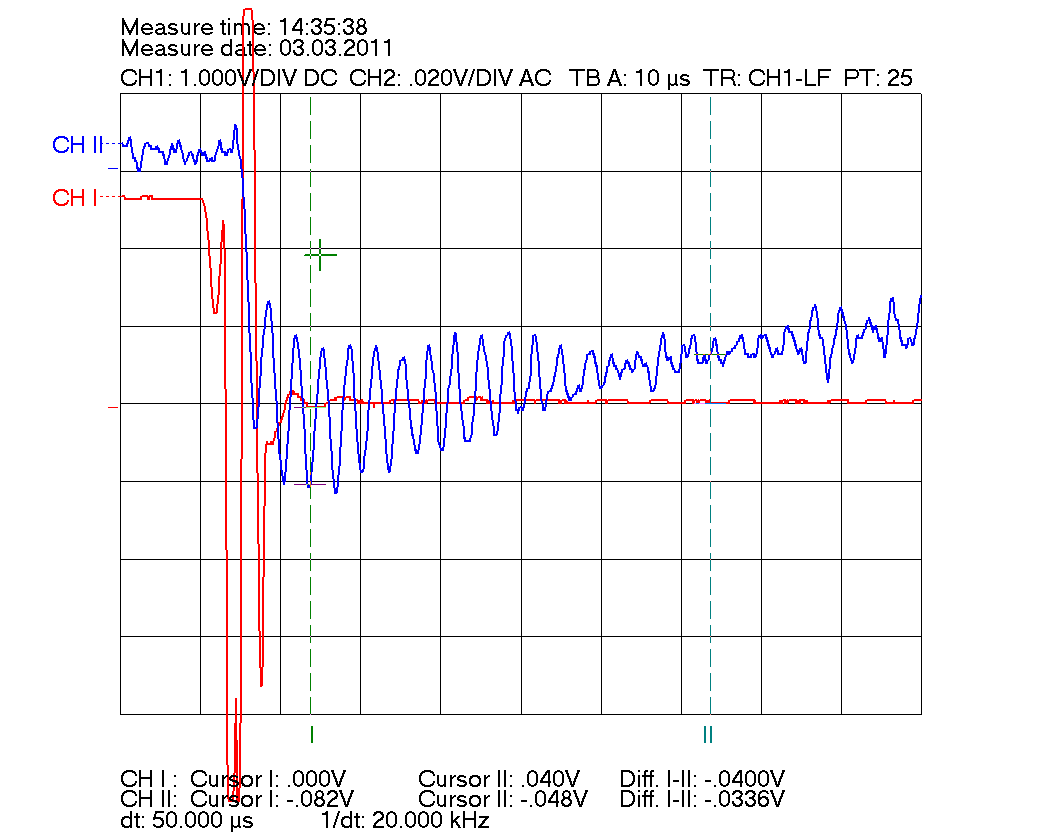 Measure time: 14:35:38
Measure date: 03.03.2011
CH1: 1.000V/DIV DC CH2: .020V/DIV AC TB A: 10 µs TR: CH1-LF PT: 25
CH II
CH I
I II
CH I : Cursor I: .000V Cursor II: .040V Diff. I-II: -.0400V
CH II: Cursor I: -.082V Cursor II: -.048V Diff. I-II: -.0336V
dt: 50.000 µs 1/dt: 20.000 kHz